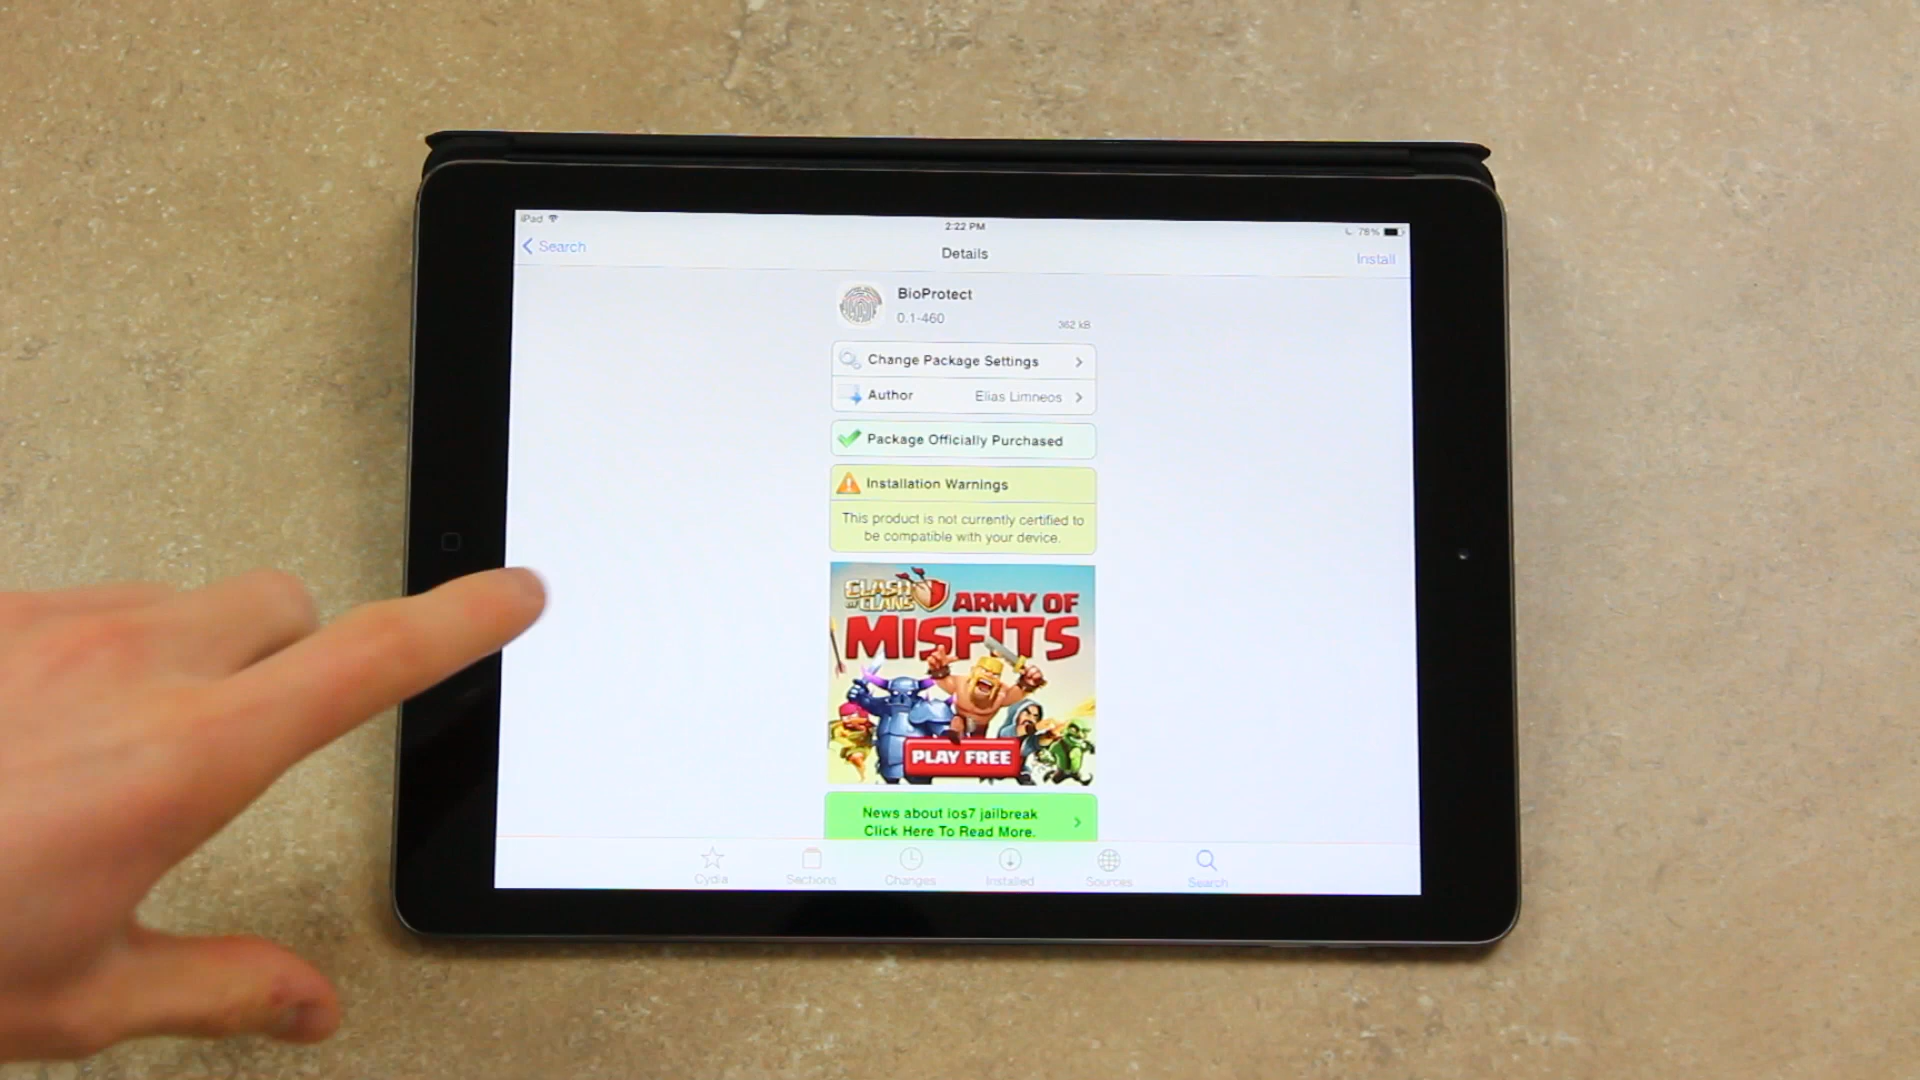 iPad
2:22 PM
78%
Search
Details
Install
BioProtect
0.1-460
362 kB
Change Package Settings
Author
Elias Limneos
Package Officially Purchased
Installation Warnings
This product is not currently certified to
be compatible with your device.
CLASH
OF CLANS
ARMY OF
MISFITS
PLAY FREE
News about ios7 jailbreak
Click Here To Read More.
Cydia
Sections
Changes
Installed
Sources
Search